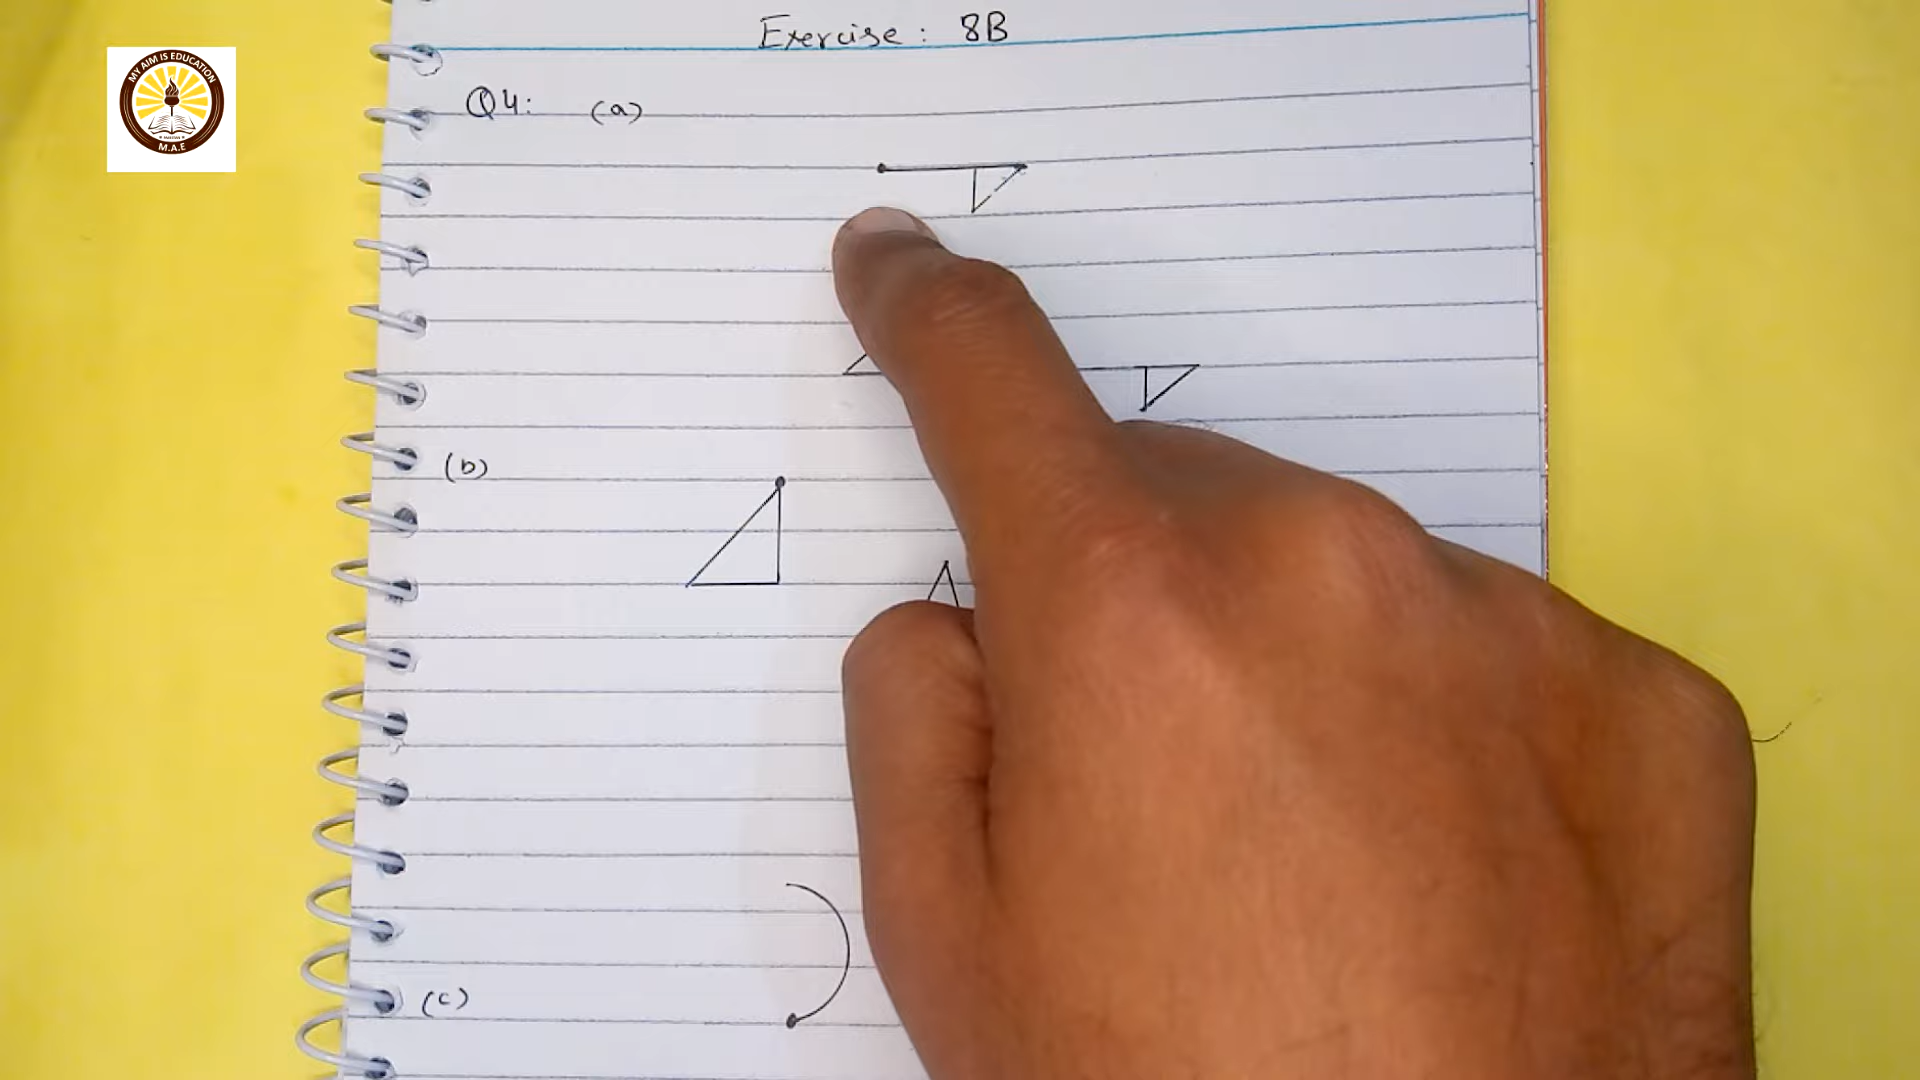 MY AIM IS EDUCATION
M.A.E
Exercise : 8B
Q4: (a)
(b)
(c)